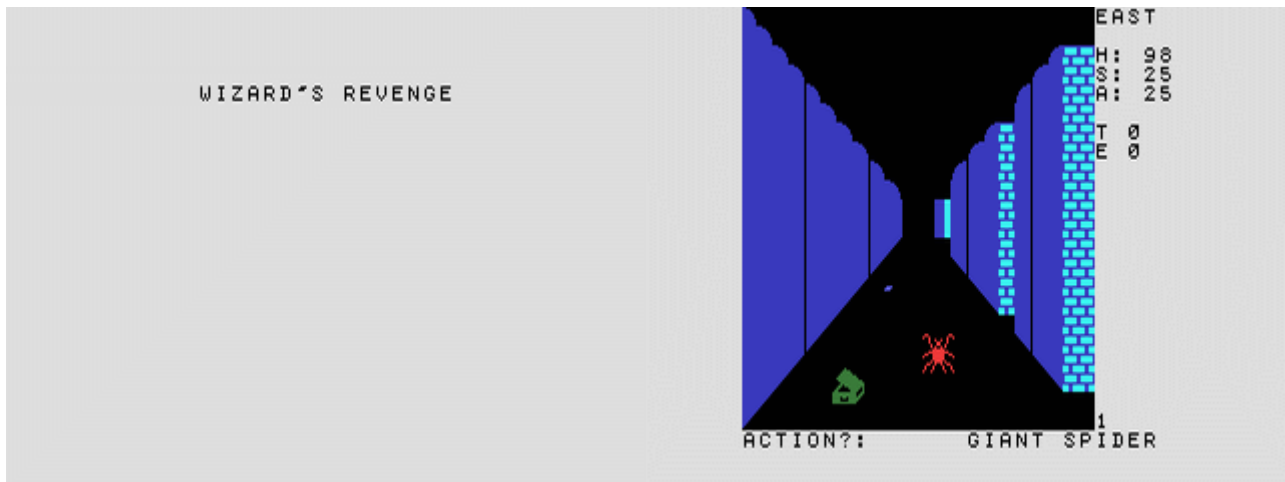 WIZARD'S REVENGE
EAST
H: 98
S: 25
A: 25
T 0
E 0
1
ACTION?: GIANT SPIDER